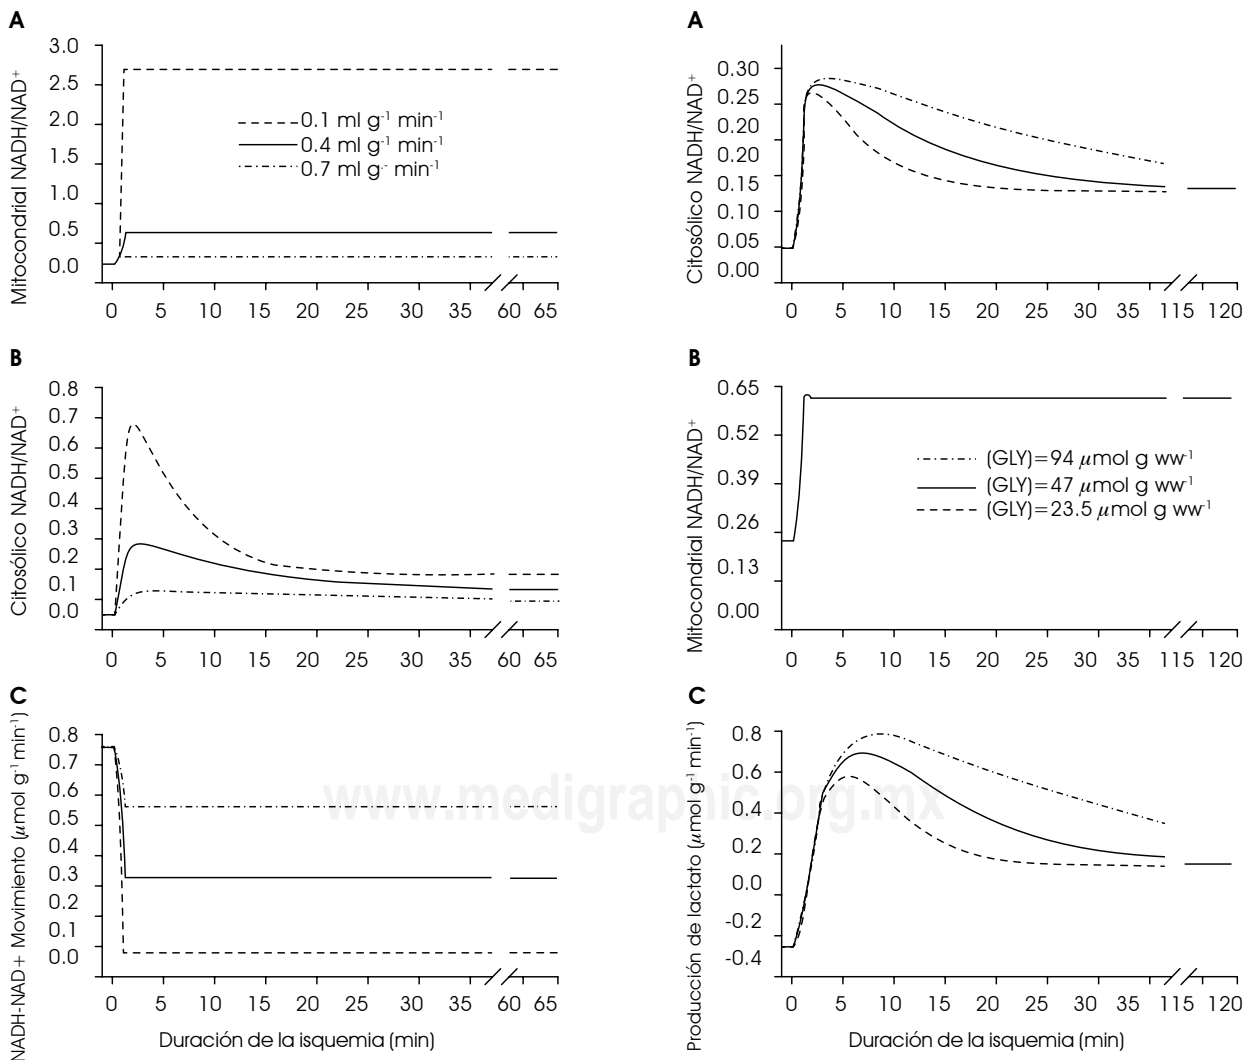 A
Mitocondrial NADH/NAD+
3.0
2.5
2.0
1.5
1.0
0.5
0.0
0.1 ml g-1 min-1
0.4 ml g-1 min-1
0.7 ml g-- min-1
0 5 10 15 20 25 30 35 60 65
B
Citosólico NADH/NAD+
0.8
0.7
0.6
0.5
0.4
0.3
0.2
0.1
0.0
0 5 10 15 20 25 30 35 60 65
C
NADH-NAD+ Movimiento (μmol g-1 min-1)
0.8
0.7
0.6
0.5
0.4
0.3
0.2
0.1
0.0
0 5 10 15 20 25 30 35 60 65
Duración de la isquemia (min)
A
Citosólico NADH/NAD+
0.30
0.25
0.20
0.20
0.15
0.10
0.05
0.00
0 5 10 15 20 25 30 35 115 120
B
Mitocondrial NADH/NAD+
0.65
0.52
0.39
0.26
0.13
0.00
(GLY)=94 μmol g ww-1
(GLY)=47 μmol g ww-1
(GLY)=23.5 μmol g ww-1
0 5 10 15 20 25 30 35 115 120
C
Producción de lactato (μmol g-1 min-1)
0.8
0.6
0.4
0.2
0.0
-0.2
-0.4
0 5 10 15 20 25 30 35 115 120
Duración de la isquemia (min)
www.medigraphic.org.mx